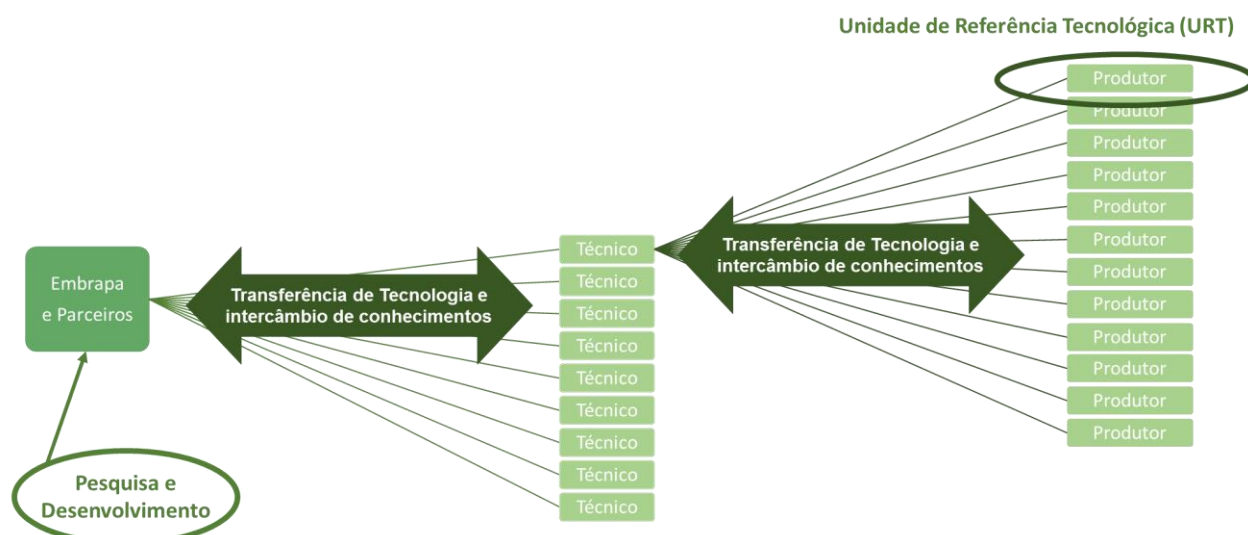 Unidade de Referência Tecnológica (URT)
Produtor
Produtor
Produtor
Produtor
Produtor
Produtor
Produtor
Produtor
Produtor
Produtor
Produtor
Produtor
Transferência de Tecnologia e
intercâmbio de conhecimentos
Técnico
Técnico
Técnico
Técnico
Técnico
Técnico
Técnico
Técnico
Técnico
Transferência de Tecnologia e
intercâmbio de conhecimentos
Embrapa
e Parceiros
Pesquisa e
Desenvolvimento